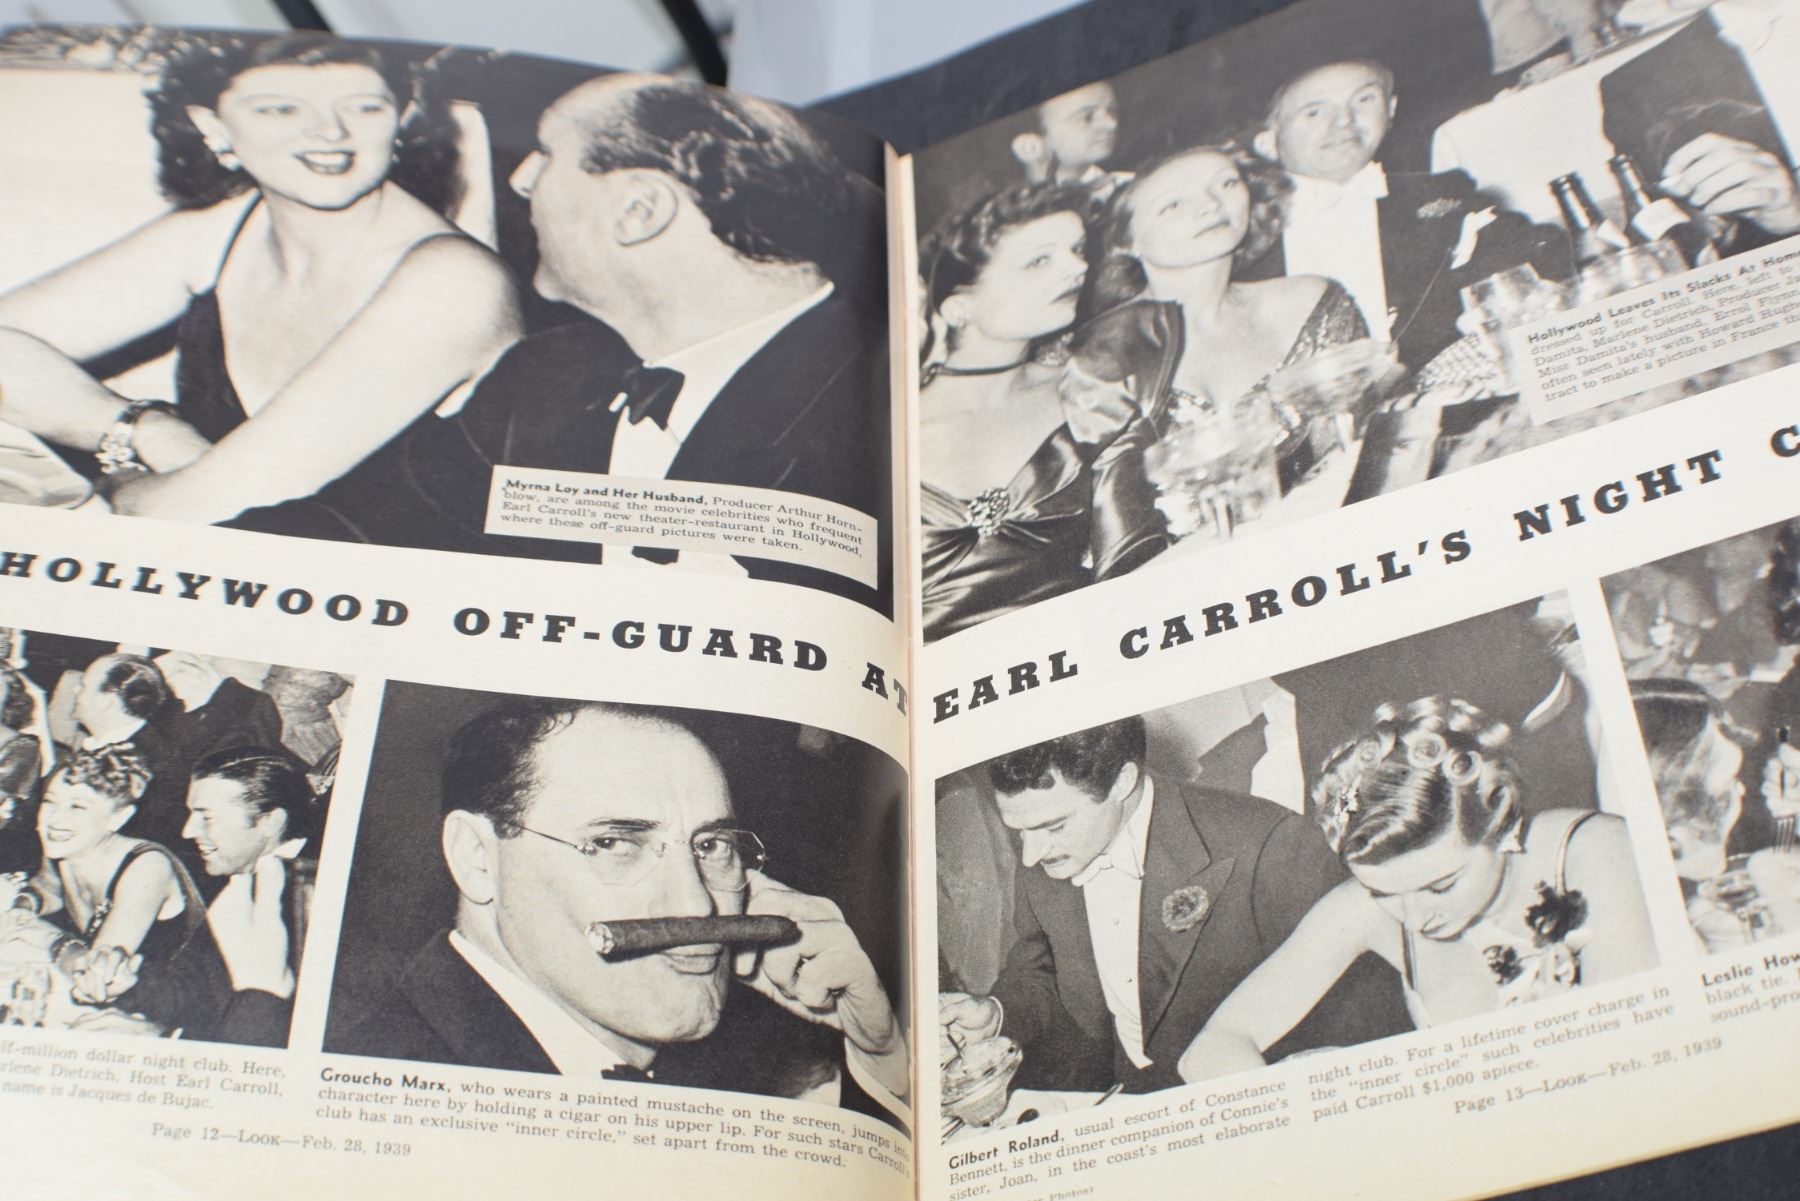 Myrna Loy and Her Husband, Producer Arthur Horn-
blow, are among the movie celebrities who frequent
Earl Carroll's new theater-restaurant in Hollywood,
where these off-guard pictures were taken.
Hollywood Leaves Its Slacks At Home
dressed up for Carroll. Here, left to
Damita, Marlene Dietrich, Producer
Miss Damita's husband, Errol Flynn
often seen lately with Howard Hughes
tract to make a picture in France
HOLLYWOOD OFF-GUARD AT EARL CARROLL'S NIGHT C
lf-million dollar night club. Here,
rlene Dietrich, Host Earl Carroll,
name is Jacques de Bujac.
Page 12—LOOK—Feb. 28, 1939
Groucho Marx, who wears a painted mustache on the screen, jumps into
character here by holding a cigar on his upper lip. For such stars Carroll's
club has an exclusive "inner circle," set apart from the crowd.
Gilbert Roland, usual escort of Constance
Bennett, is the dinner companion of Connie's
sister, Joan, in the coast's most elaborate
night club. For a lifetime cover charge in
the "inner circle" such celebrities have
paid Carroll $1,000 apiece.
Photos)
Page 13—LOOK—Feb. 28, 1939
Leslie How
black tie.
sound-pro